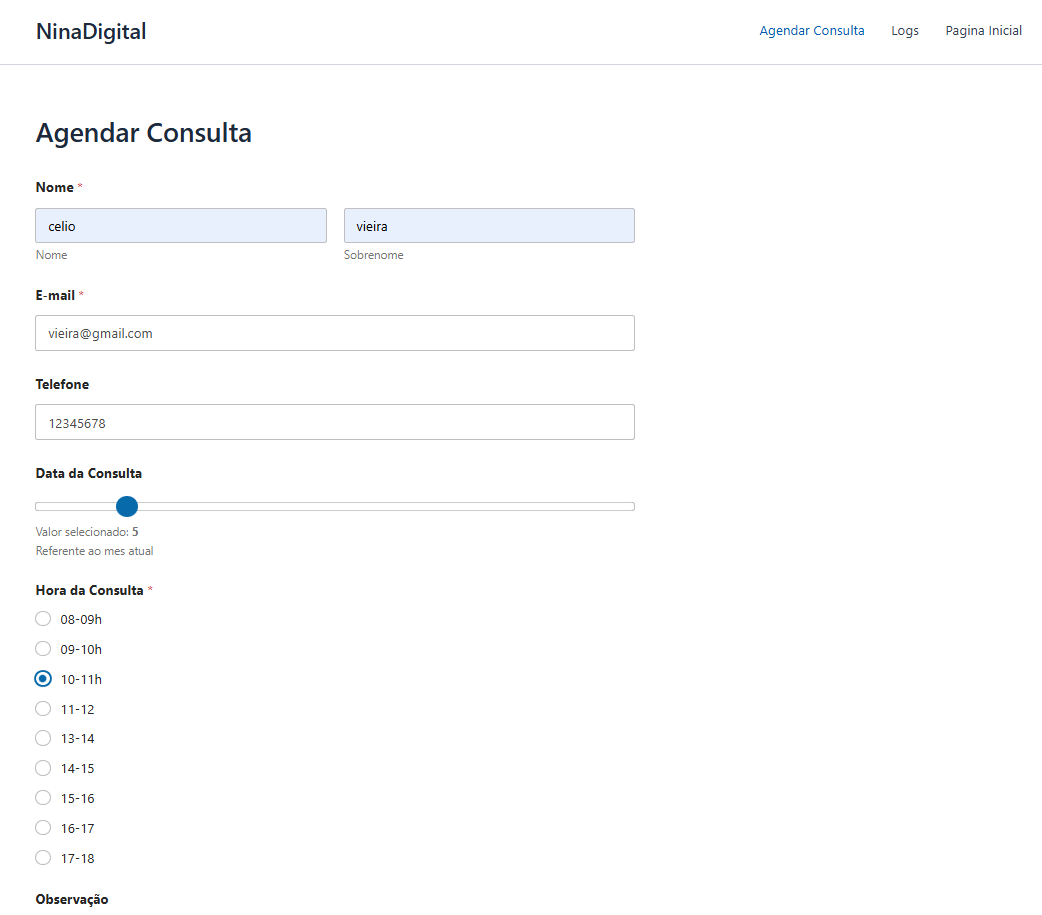 NinaDigital
Agendar Consulta Logs Pagina Inicial
Agendar Consulta
Nome *
celio vieira
Nome Sobrenome
E-mail *
vieira@gmail.com
Telefone
12345678
Data da Consulta
Valor selecionado: 5
Referente ao mes atual
Hora da Consulta *
08-09h
09-10h
10-11h
11-12
13-14
14-15
15-16
16-17
17-18
Observação